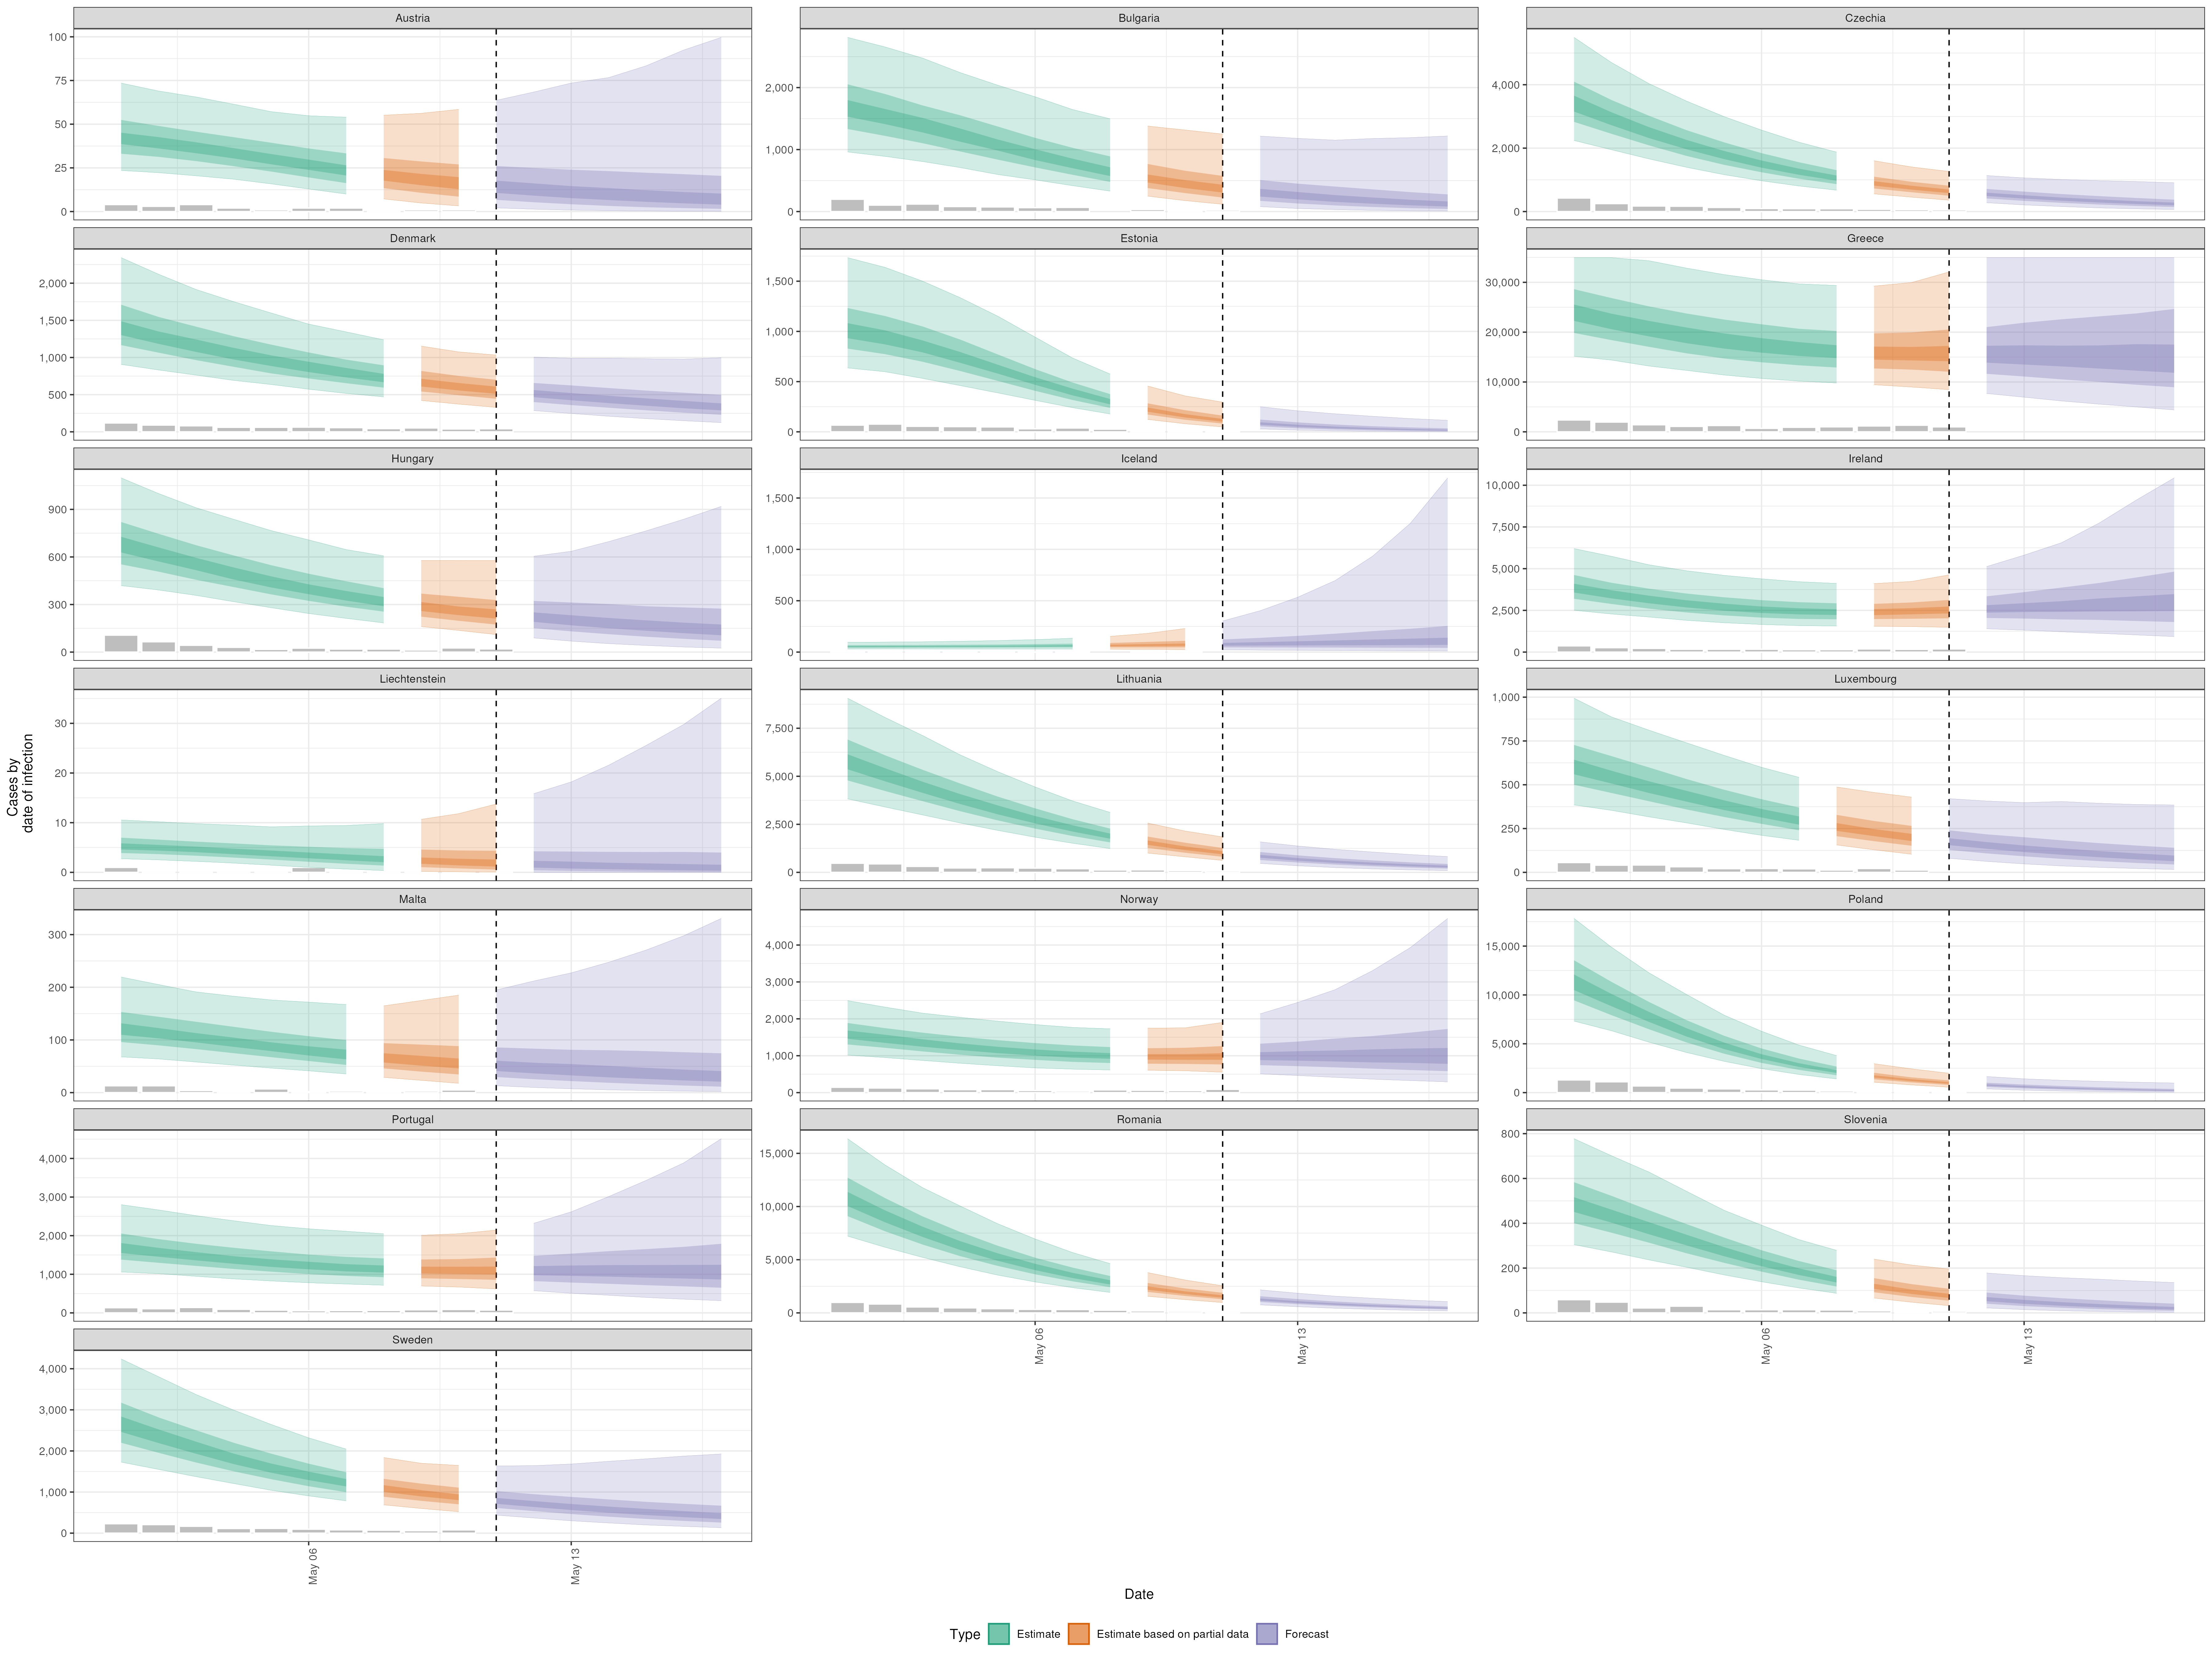 Austria
Bulgaria
Czechia
100
75
50
25
0
2,000
1,000
0
4,000
2,000
0
Denmark
Estonia
Greece
2,000
1,500
1,000
500
0
1,500
1,000
500
0
30,000
20,000
10,000
0
Hungary
Iceland
Ireland
900
600
300
0
1,500
1,000
500
0
10,000
7,500
5,000
2,500
0
Liechtenstein
Lithuania
Luxembourg
30
20
10
0
7,500
5,000
2,500
0
1,000
750
500
250
0
Cases by
date of infection
Malta
Norway
Poland
300
200
100
0
4,000
3,000
2,000
1,000
0
15,000
10,000
5,000
0
Portugal
Romania
Slovenia
4,000
3,000
2,000
1,000
0
15,000
10,000
5,000
0
800
600
400
200
0
May 06
May 13
May 06
May 13
Sweden
4,000
3,000
2,000
1,000
0
May 06
May 13
Date
Type Estimate Estimate based on partial data Forecast